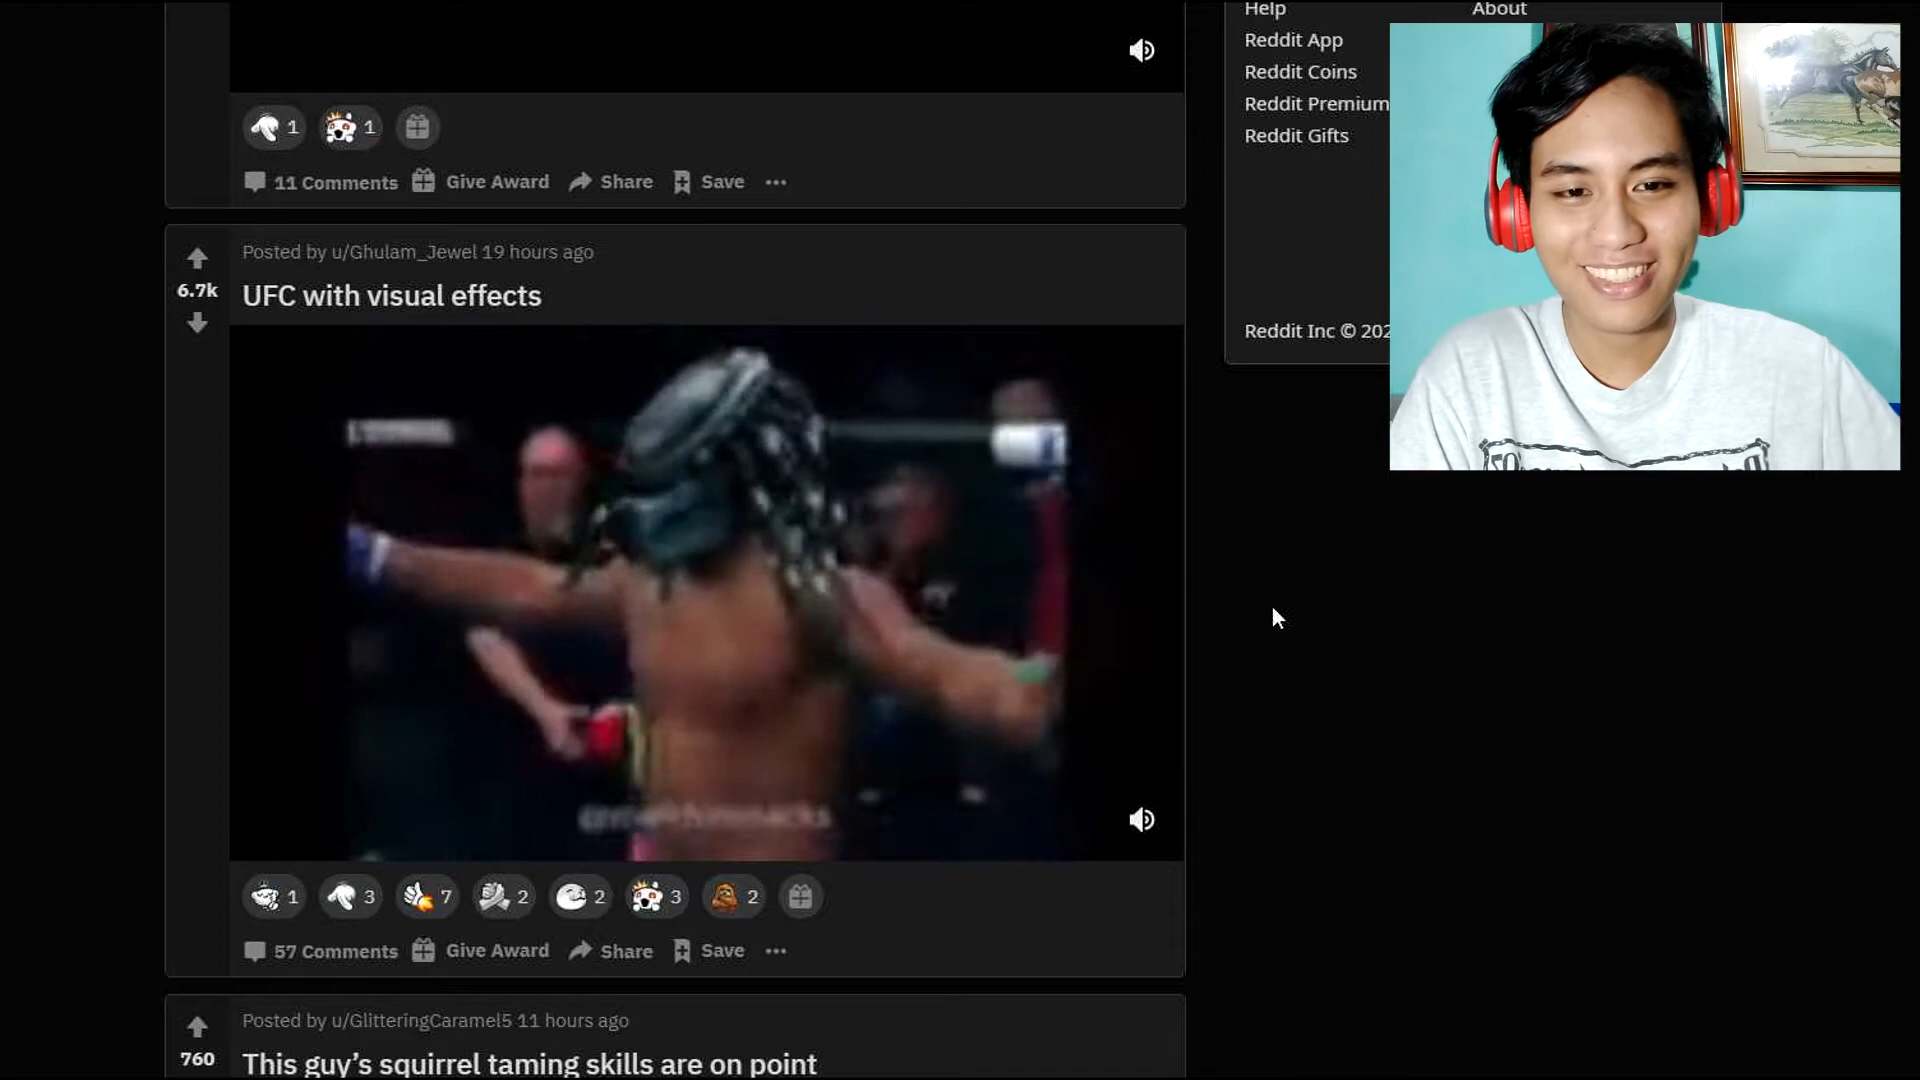 Help
About
Reddit App
Reddit Coins
Reddit Premium
Reddit Gifts
Reddit Inc © 202
1
1
11 Comments
Give Award
Share
Save
Posted by u/Ghulam_Jewel 19 hours ago
6.7k
UFC with visual effects
1
3
7
2
2
3
2
57 Comments
Give Award
Share
Save
Posted by u/GlitteringCaramel5 11 hours ago
760
This guy’s squirrel taming skills are on point